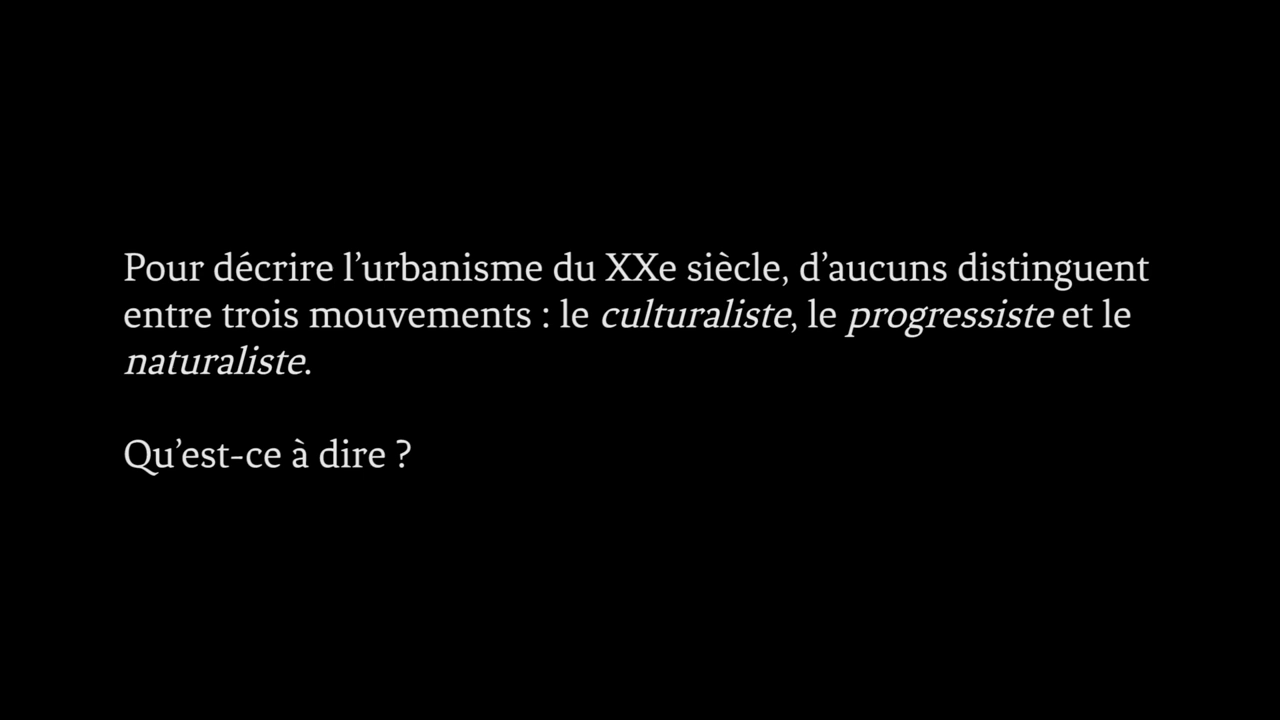 Pour décrire l’urbanisme du XXe siècle, d’aucuns distinguent
entre trois mouvements : le culturaliste, le progressiste et le
naturaliste.
Qu’est-ce à dire ?